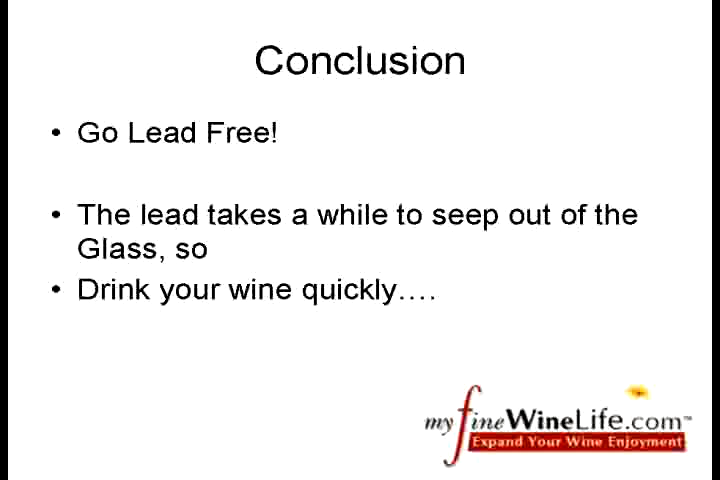 Conclusion
• Go Lead Free!
• The lead takes a while to seep out of the
Glass, so
• Drink your wine quickly….
my fineWineLife.com™
Expand Your Wine Enjoyment